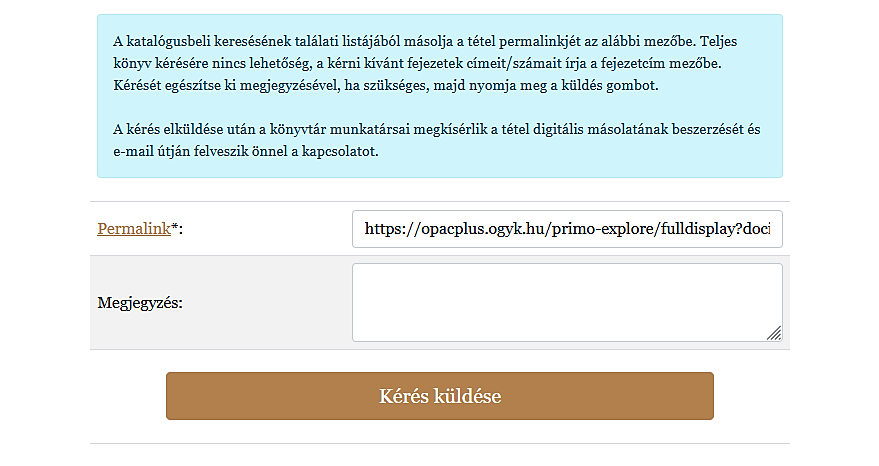 A katalógusbeli keresésének találati listájából másolja a tétel permalinkjét az alábbi mezőbe. Teljes
könyv kérésére nincs lehetőség, a kérni kívánt fejezetek címeit/számait írja a fejezetcím mezőbe.
Kérését egészítse ki megjegyzésével, ha szükséges, majd nyomja meg a küldés gombot.
A kérés elküldése után a könyvtár munkatársai megkísérlik a tétel digitális másolatának beszerzését és
e-mail útján felveszik önnel a kapcsolatot.
Permalink*: https://opacplus.ogyk.hu/primo-explore/fulldisplay?doci
Megjegyzés:
Kérés küldése